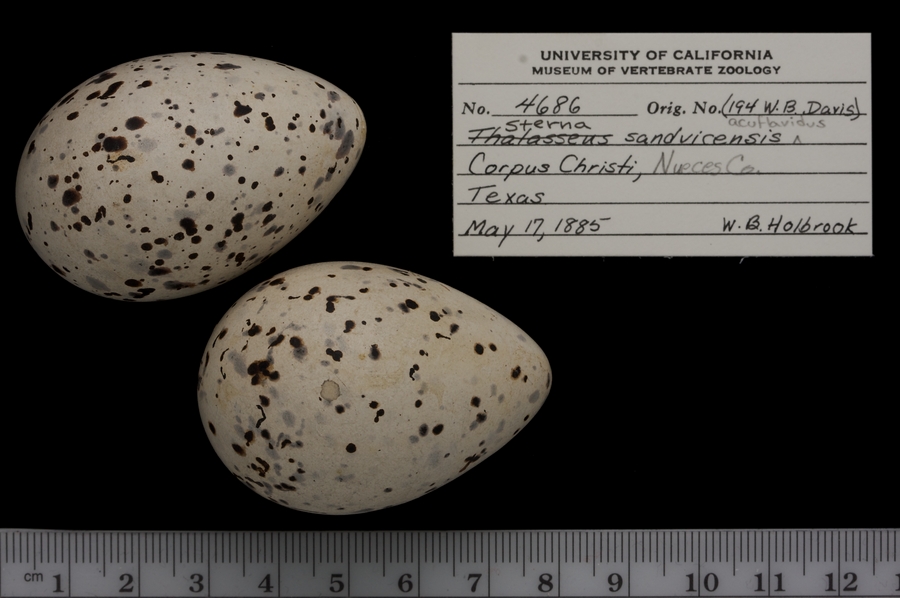 UNIVERSITY OF CALIFORNIA
MUSEUM OF VERTEBRATE ZOOLOGY
No. 4686 Orig. No. (194 W.B. Davis)
Sterna acuflavidus
Thalasseus sandvicensis ^
Corpus Christi, Nueces Co.
Texas
May 17, 1885 W.B. Holbrook
cm 1 2 3 4 5 6 7 8 9 10 11 12 1